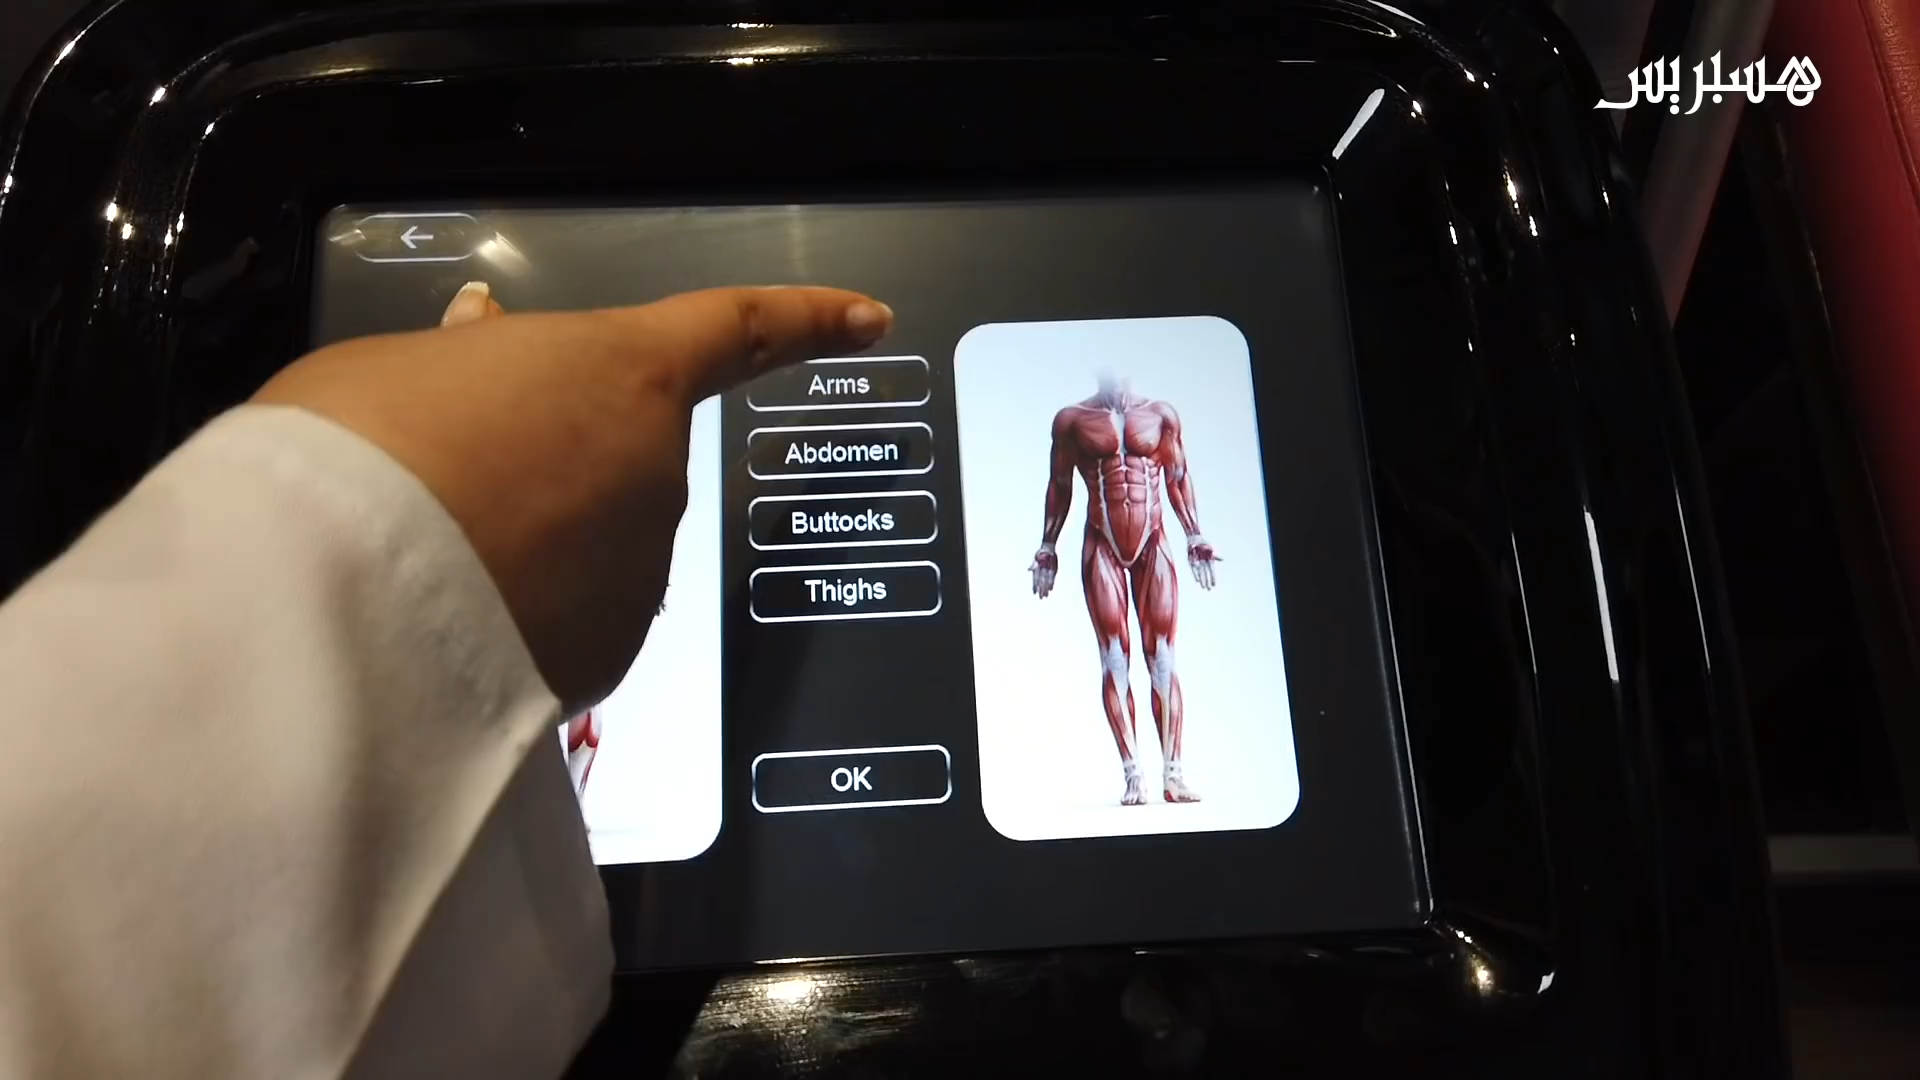 هسبريس
←
Arms
Abdomen
Buttocks
Thighs
OK